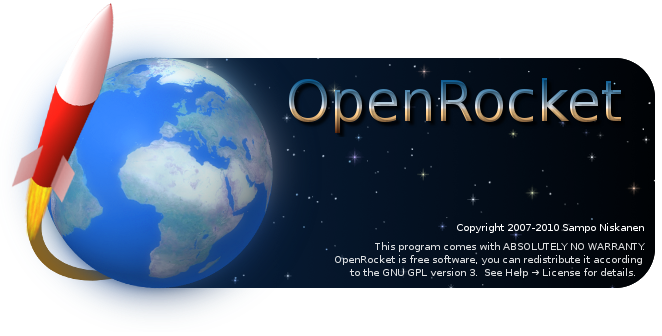 OpenRocket
Copyright 2007-2010 Sampo Niskanen
This program comes with ABSOLUTELY NO WARRANTY.
OpenRocket is free software, you can redistribute it according
to the GNU GPL version 3.  See Help → License for details.